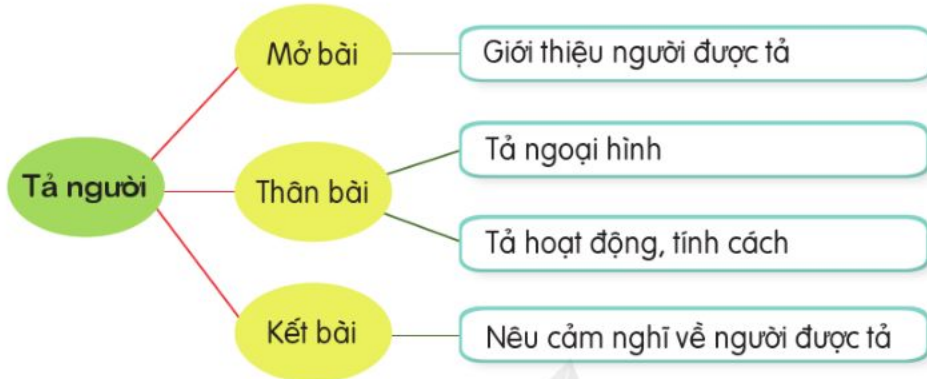 Tả người
Mở bài
Giới thiệu người được tả
Thân bài
Tả ngoại hình
Tả hoạt động, tính cách
Kết bài
Nêu cảm nghĩ về người được tả